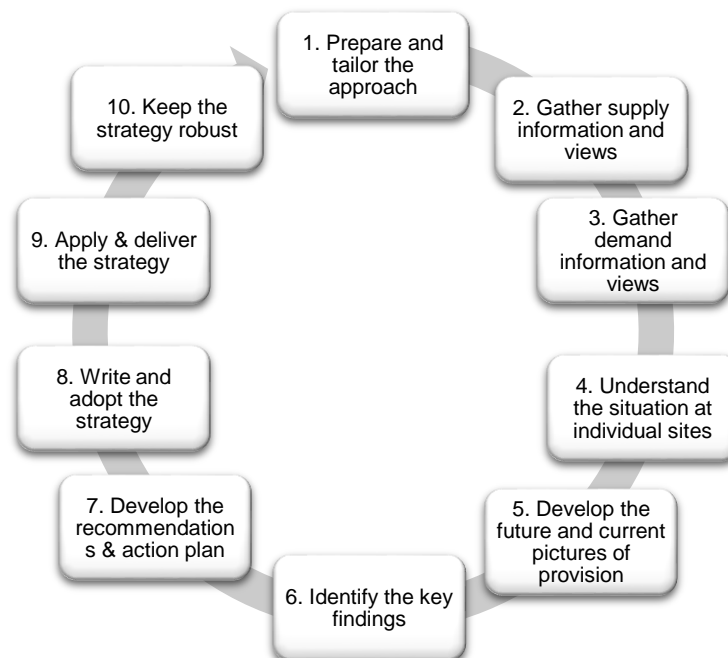 1. Prepare and
tailor the
approach
2. Gather supply
information and
views
3. Gather
demand
information and
views
4. Understand
the situation at
individual sites
5. Develop the
future and current
pictures of
provision
6. Identify the key
findings
7. Develop the
recommendation
s & action plan
8. Write and
adopt the
strategy
9. Apply & deliver
the strategy
10. Keep the
strategy robust